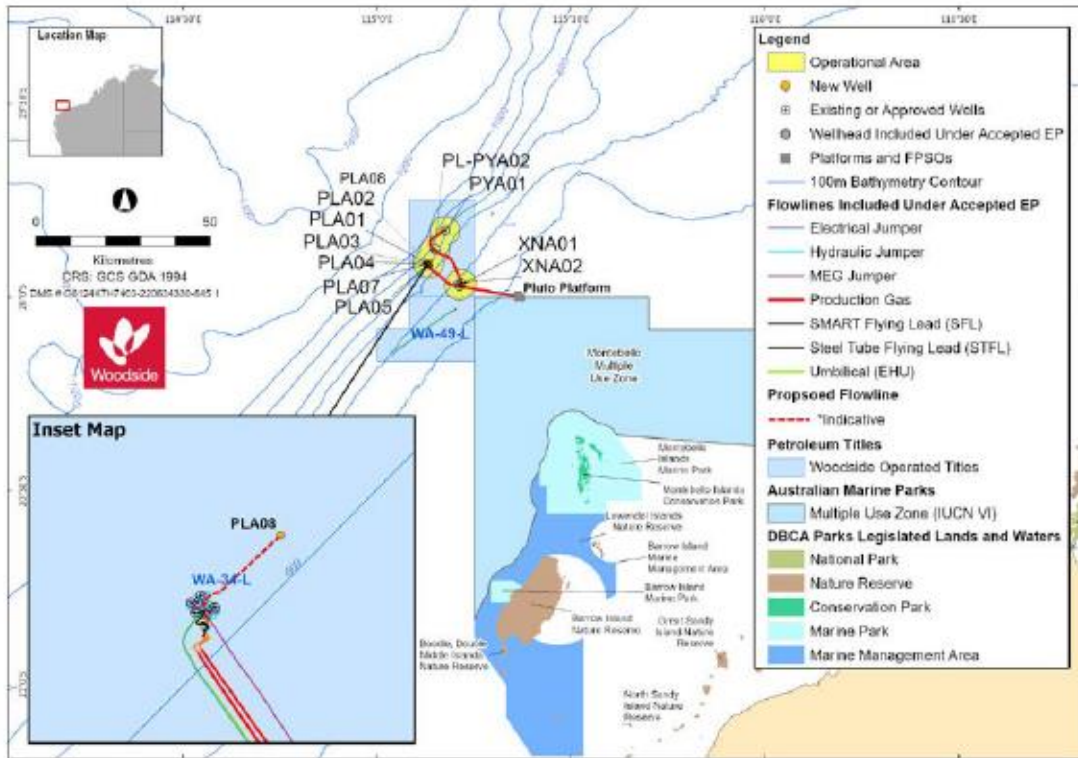 115°0'E
Location Map
0
50
Kilometres
CRS: GCS GDA 1994
Woodside
PL-PYA02
PYA01
PLA08
PLA02
PLA01
PLA03
PLA04
PLA07
PLA05
XNA01
XNA02
Pluto Platform
WA-49-L
Montebello
Multiple
Use Zone
Montebello
Islands
Marine Park
Montebello Islands
Conservation Park
Lowendal Islands
Nature Reserve
Barrow Island
Marine
Management Area
Barrow Island
Marine Park
Barrow Island
Nature Reserve
Great Sandy
Island Nature
Reserve
Boodie, Double
Middle Islands
Nature Reserve
North Sandy
Island Nature
Reserve
Inset Map
PLA08
WA-34-L
600
Legend
Operational Area
New Well
Existing or Approved Wells
Wellhead Included Under Accepted EP
Platforms and FPSOs
100m Bathymetry Contour
Flowlines Included Under Accepted EP
Electrical Jumper
Hydraulic Jumper
MEG Jumper
Production Gas
SMART Flying Lead (SFL)
Steel Tube Flying Lead (STFL)
Umbilical (EHU)
Propsoed Flowline
*Indicative
Petroleum Titles
Woodside Operated Titles
Australian Marine Parks
Multiple Use Zone (IUCN VI)
DBCA Parks Legislated Lands and Waters
National Park
Nature Reserve
Conservation Park
Marine Park
Marine Management Area